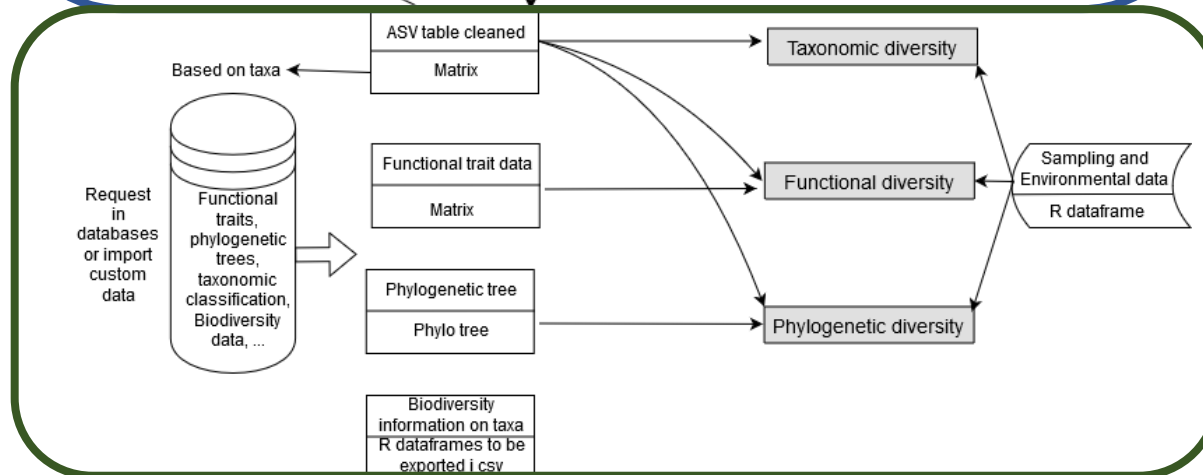 ASV table cleaned
Matrix
Taxonomic diversity
Based on taxa
Functional trait data
Matrix
Functional diversity
Sampling and
Environmental data
R dataframe
Request
in
databases
or import
custom
data
Functional
traits,
phylogenetic
trees,
taxonomic
classification,
Biodiversity
data, ...
Phylogenetic tree
Phylo tree
Phylogenetic diversity
Biodiversity
information on taxa
R dataframes to be
exported i csv